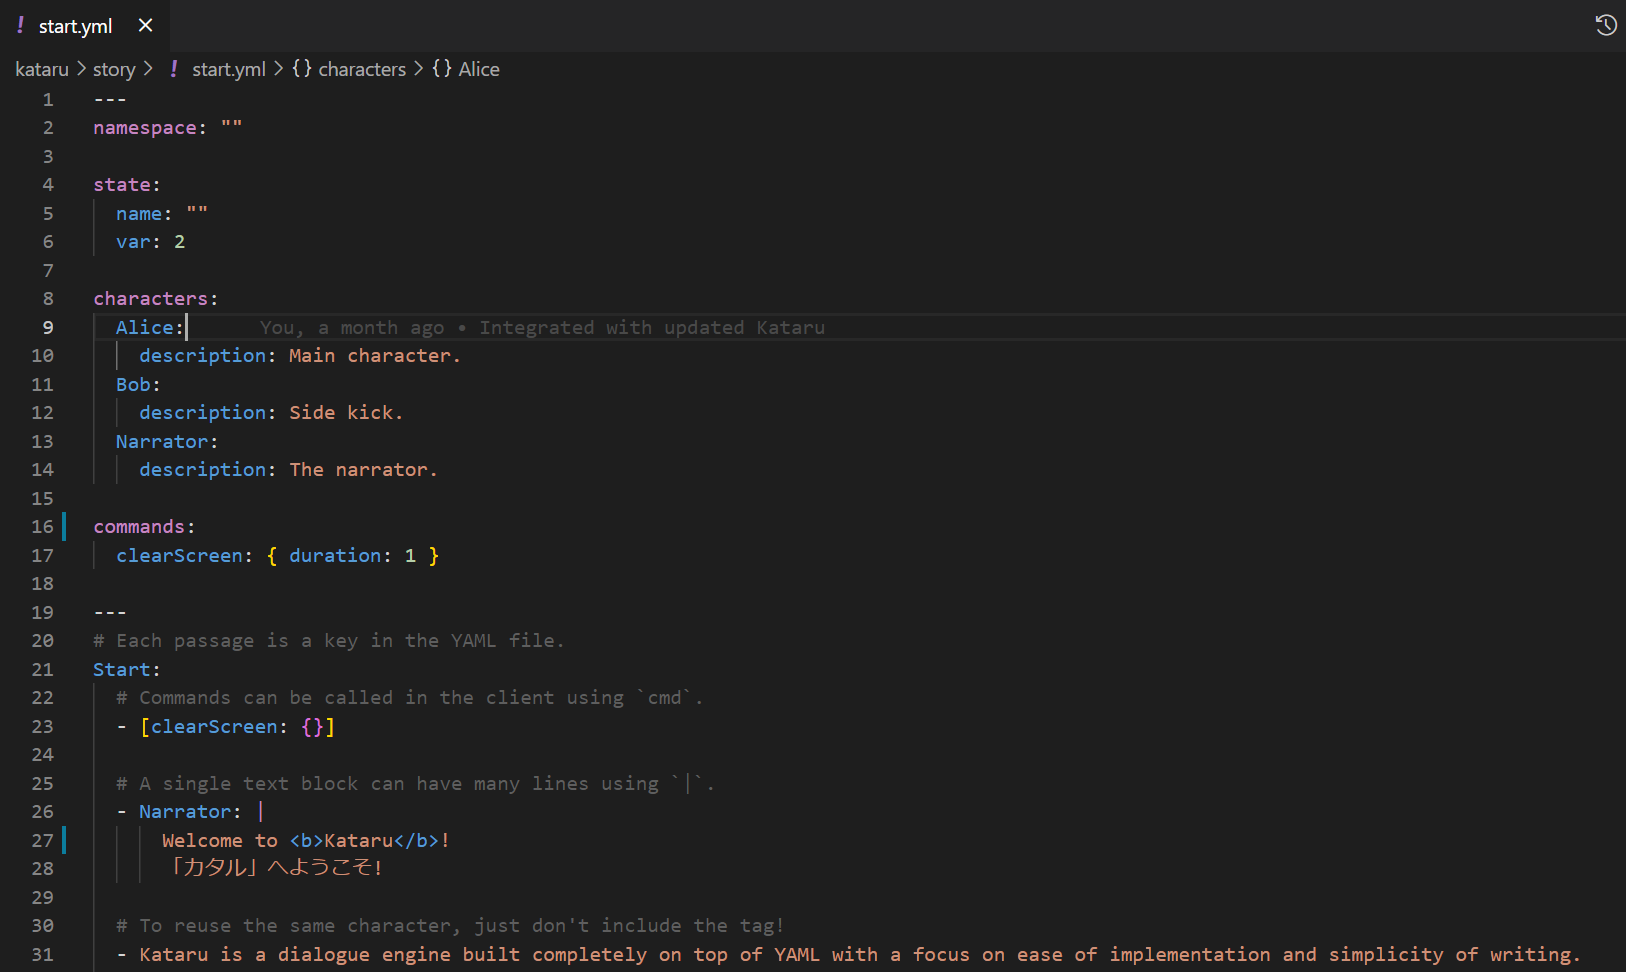 ! start.yml ×
kataru > story > ! start.yml > {} characters > {} Alice
1 ---
2 namespace: ""
3
4 state:
5   name: ""
6   var: 2
7
8 characters:
9   Alice: You, a month ago • Integrated with updated Kataru
10     description: Main character.
11   Bob:
12     description: Side kick.
13   Narrator:
14     description: The narrator.
15
16 commands:
17   clearScreen: { duration: 1 }
18
19 ---
20 # Each passage is a key in the YAML file.
21 Start:
22   # Commands can be called in the client using `cmd`.
23   - [clearScreen: {}]
24
25   # A single text block can have many lines using `|`.
26   - Narrator: |
27       Welcome to <b>Kataru</b>!
28       「カタル」へようこそ!
29
30   # To reuse the same character, just don't include the tag!
31   - Kataru is a dialogue engine built completely on top of YAML with a focus on ease of implementation and simplicity of writing.